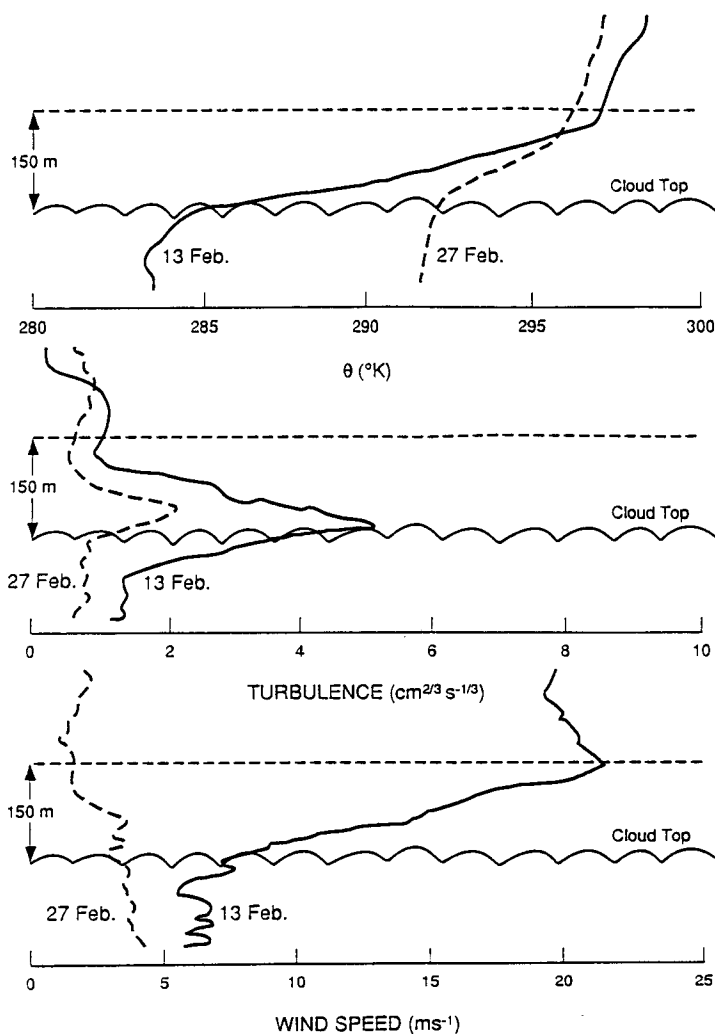 150 m
Cloud Top
13 Feb.
27 Feb.
280 285 290 295 300
θ (°K)
150 m
Cloud Top
27 Feb.
13 Feb.
0 2 4 6 8 10
TURBULENCE (cm2/3 s-1/3)
150 m
Cloud Top
27 Feb.
13 Feb.
0 5 10 15 20 25
WIND SPEED (ms-1)